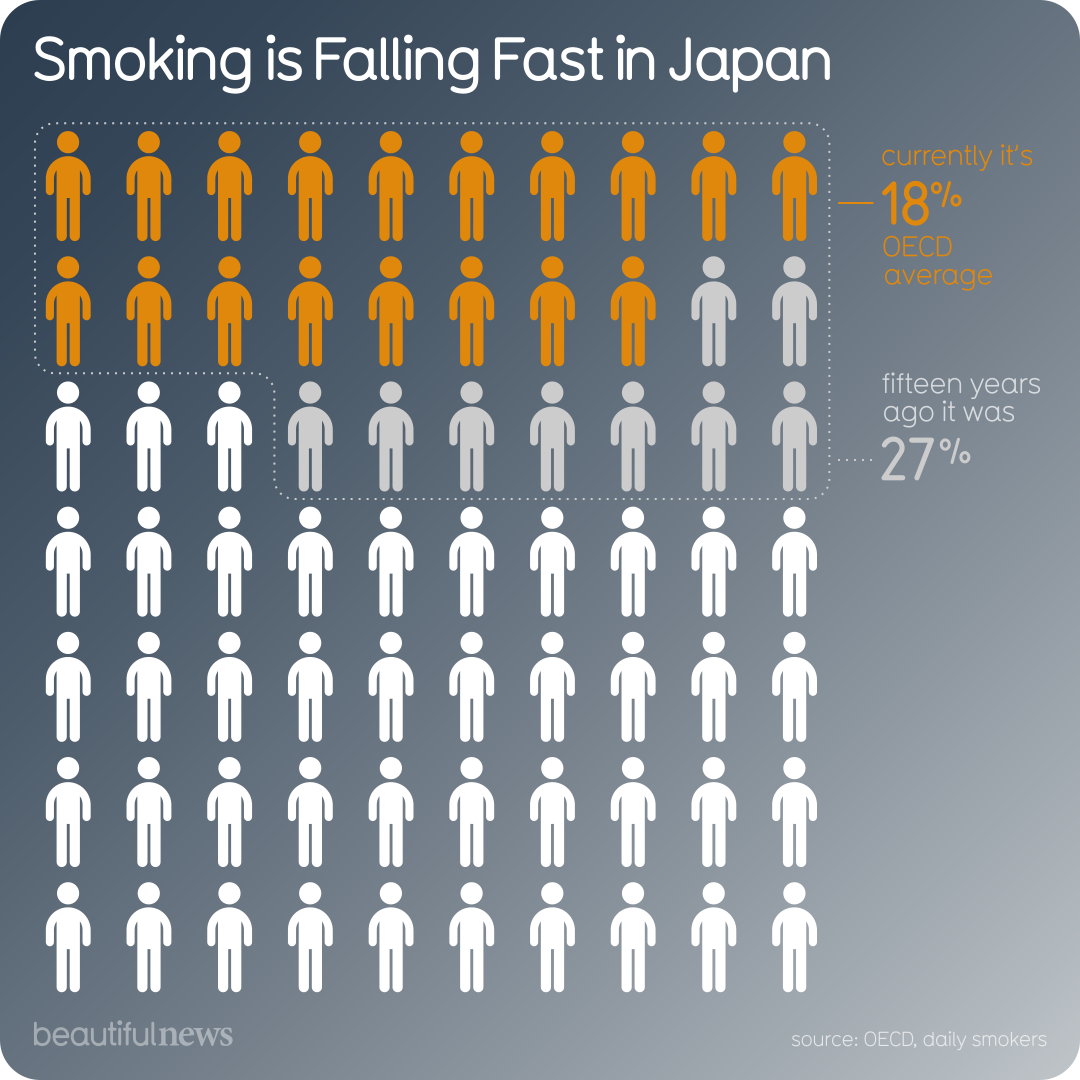 Smoking is Falling Fast in Japan
currently it's
18%
OECD
average
fifteen years
ago it was
27%
beautifulnews
source: OECD, daily smokers